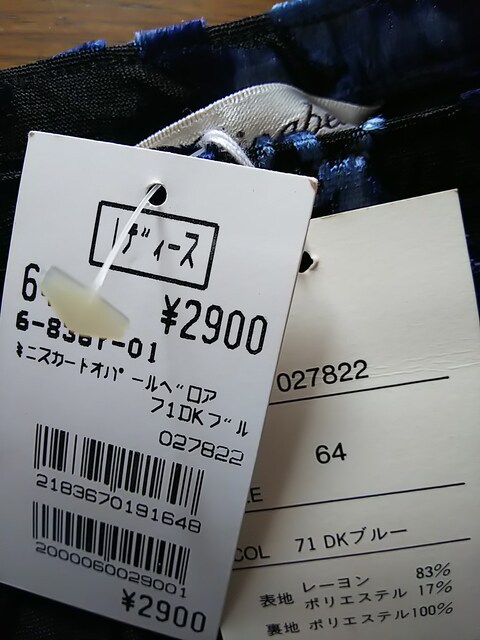 レディース
¥2900
ミニスカートオパールベロア
71DKブル
027822
2183670191648
2000060029001
¥2900
027822
64
COL 71 DKブルー
表地 レーヨン 83%
ポリエステル 17%
裏地 ポリエステル100%